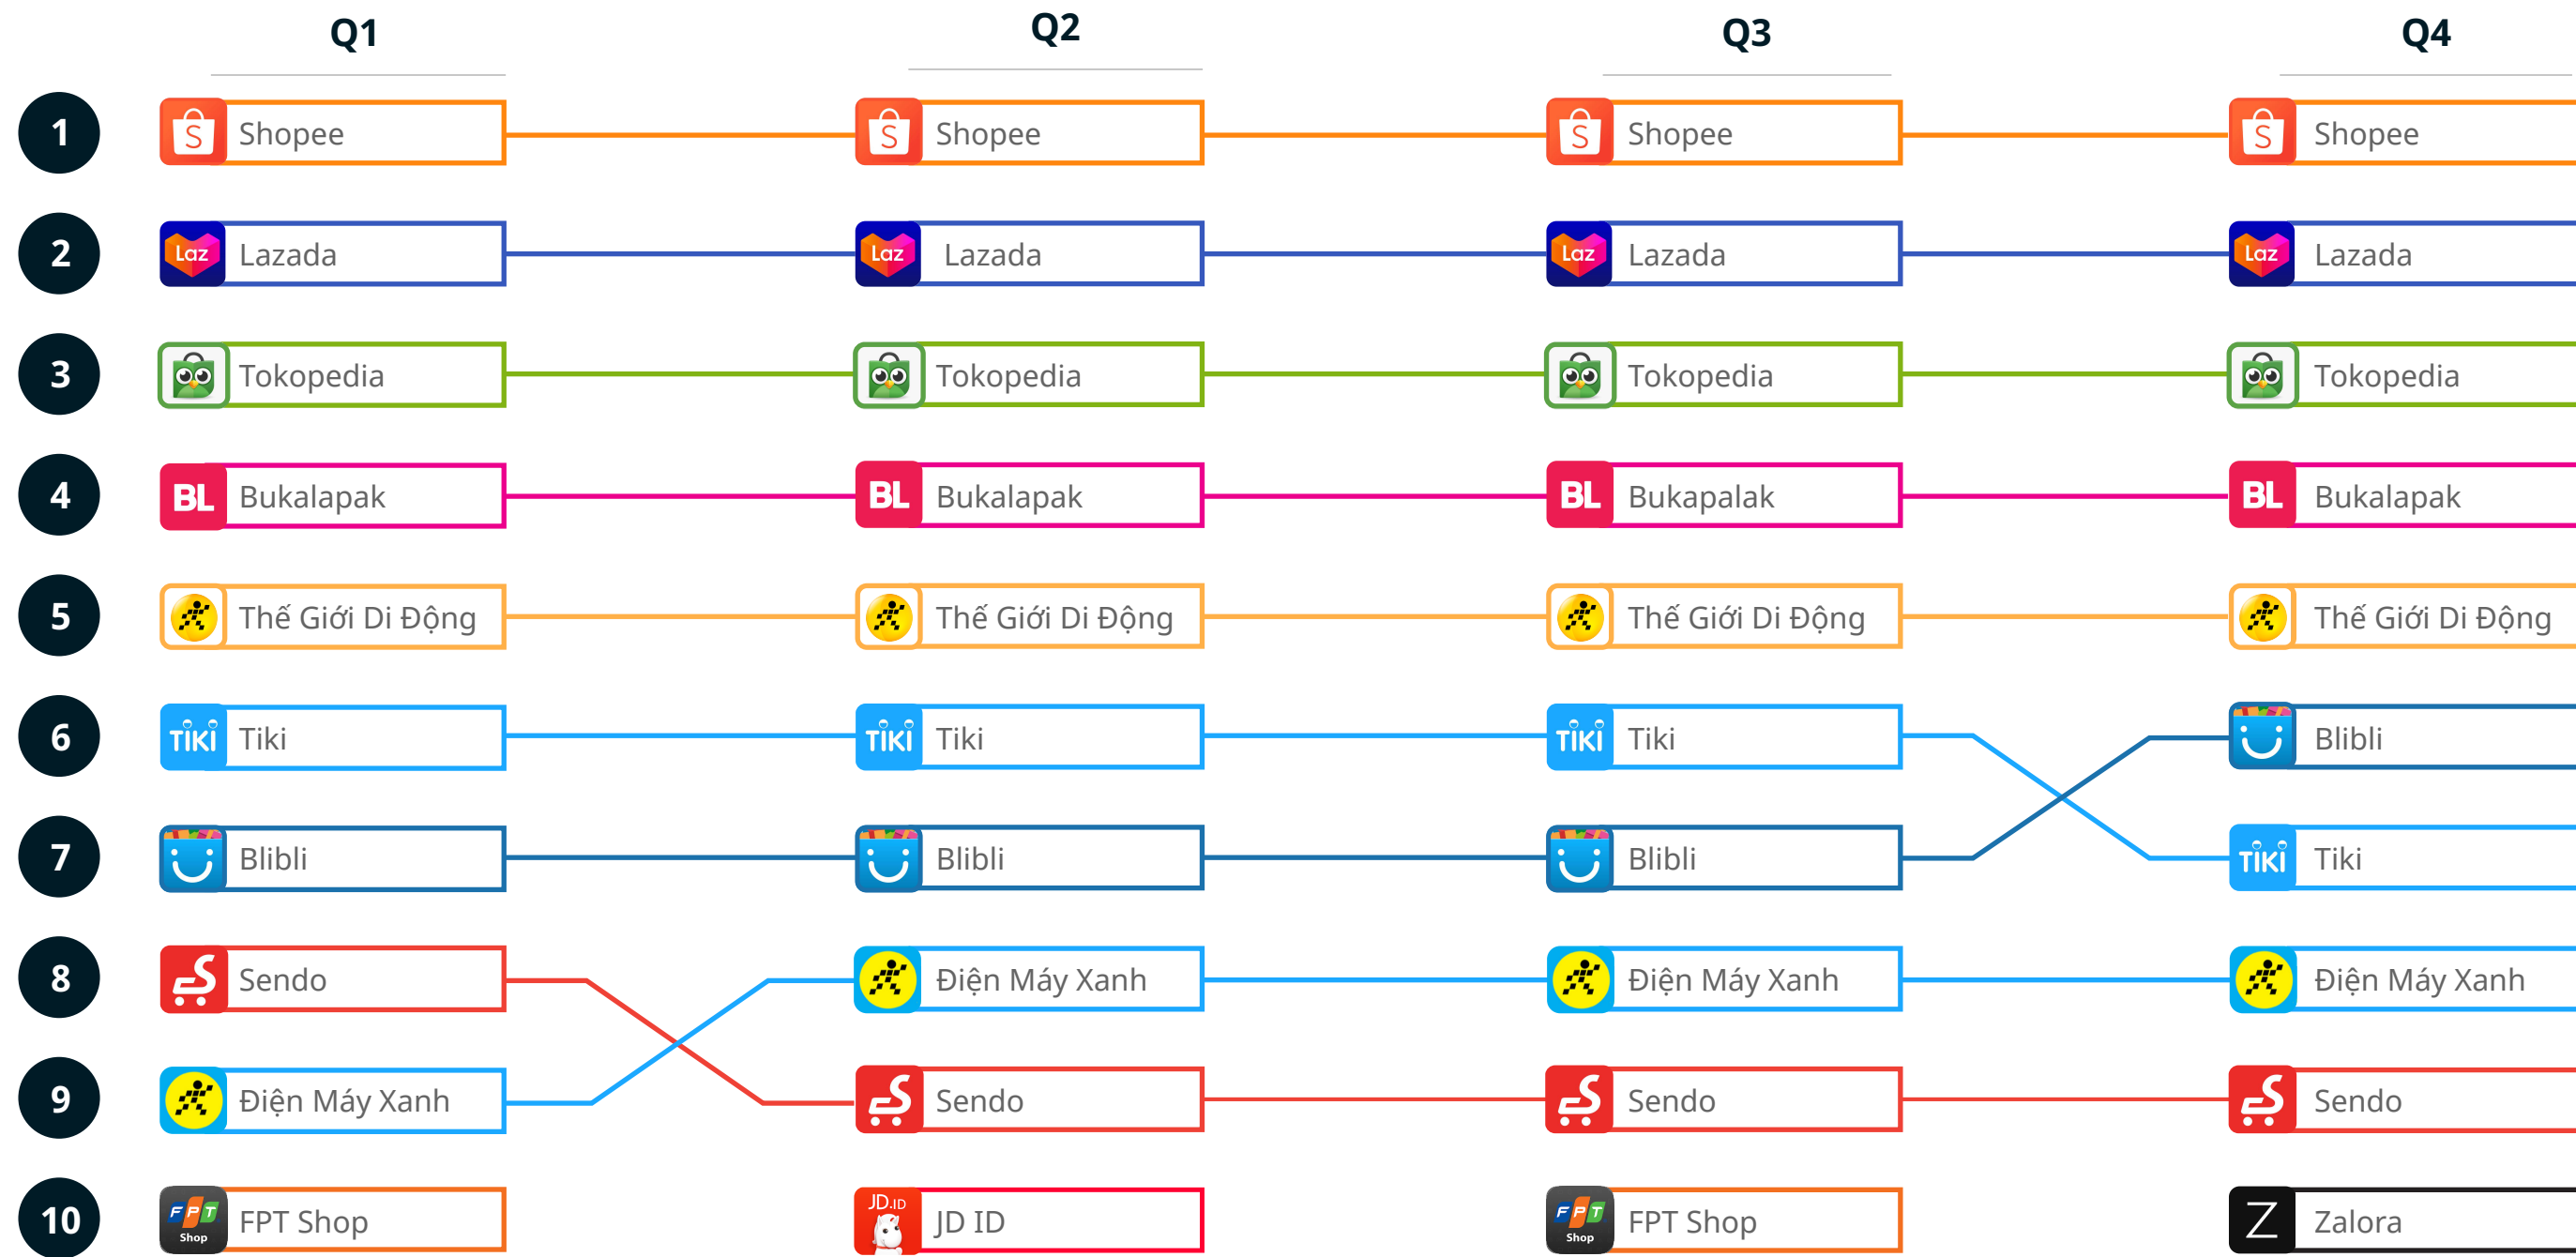 Q1 Q2 Q3 Q4
1 S Shopee S Shopee S Shopee S Shopee
2 Laz Lazada Laz Lazada Laz Lazada Laz Lazada
3 Tokopedia Tokopedia Tokopedia Tokopedia
4 BL Bukalapak BL Bukalapak BL Bukapalak BL Bukalapak
5 Thế Giới Di Động Thế Giới Di Động Thế Giới Di Động Thế Giới Di Động
6 TIKI Tiki TIKI Tiki TIKI Tiki Blibli
7 Blibli Blibli Blibli TIKI Tiki
8 S Sendo Điện Máy Xanh Điện Máy Xanh Điện Máy Xanh
9 Điện Máy Xanh S Sendo S Sendo S Sendo
10 FPT Shop FPT Shop JD.ID JD ID FPT Shop FPT Shop Z Zalora